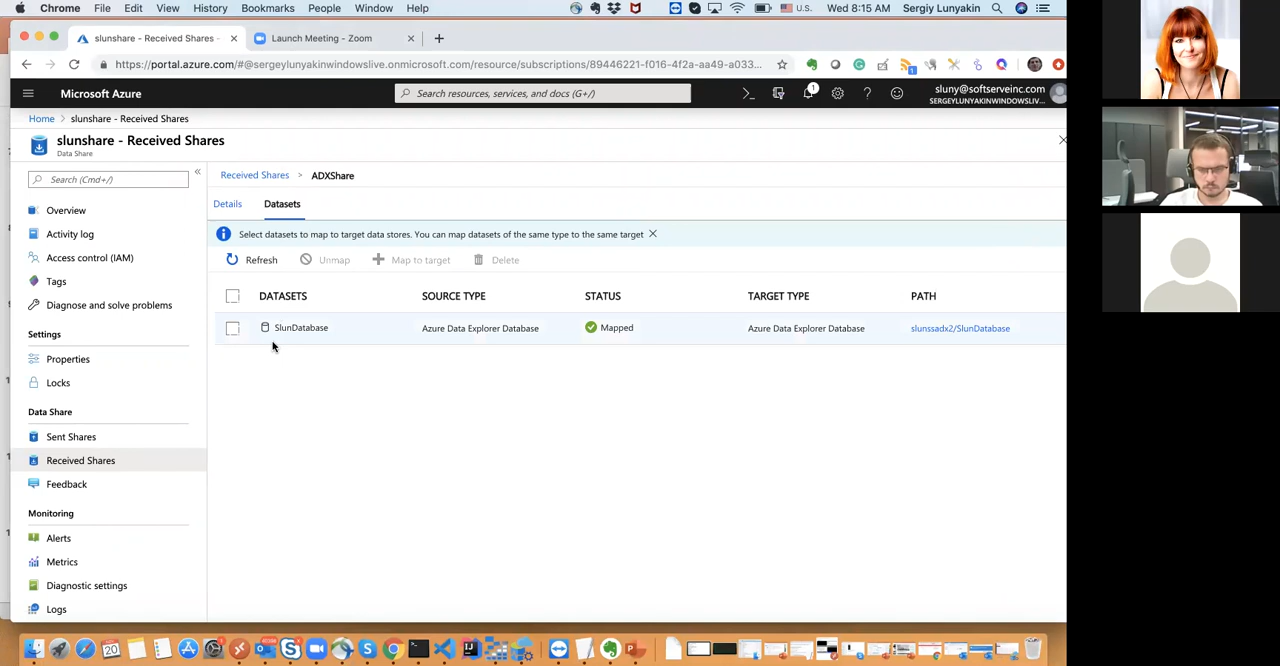 Chrome File Edit View History Bookmarks People Window Help U.S. Wed 8:15 AM Sergiy Lunyakin
slunshare - Received Shares - Launch Meeting - Zoom
https://portal.azure.com/#@sergeylunyakinwindowslive.onmicrosoft.com/resource/subscriptions/89446221-f016-4f2a-aa49-a033...
Microsoft Azure Search resources, services, and docs (G+/) 1 sluny@softserveinc.com
SERGEYLUNYAKINWINDOWSLIV...
Home > slunshare - Received Shares
slunshare - Received Shares
Data Share
Search (Cmd+/)
Overview
Activity log
Access control (IAM)
Tags
Diagnose and solve problems
Settings
Properties
Locks
Data Share
Sent Shares
Received Shares
Feedback
Monitoring
Alerts
Metrics
Diagnostic settings
Logs
Received Shares > ADXShare
Details Datasets
Select datasets to map to target data stores. You can map datasets of the same type to the same target
Refresh Unmap Map to target Delete
DATASETS SOURCE TYPE STATUS TARGET TYPE PATH
SlunDatabase Azure Data Explorer Database Mapped Azure Data Explorer Database slunssadx2/SlunDatabase
20